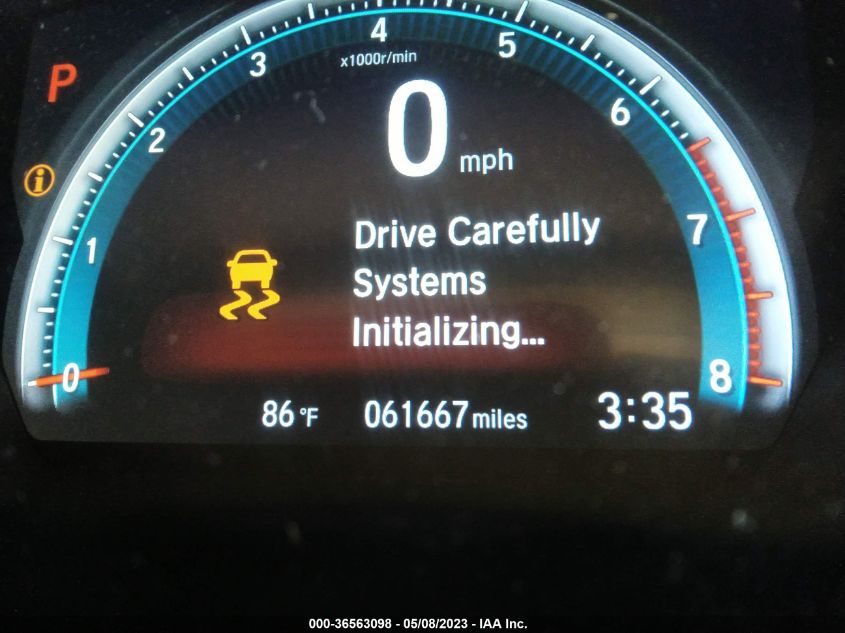 4
3
5
x1000r/min
P
2
6
0 mph
i
1
7
Drive Carefully
Systems
Initializing...
0
8
86 °F
061667 miles
3:35
000-36563098 - 05/08/2023 - IAA Inc.